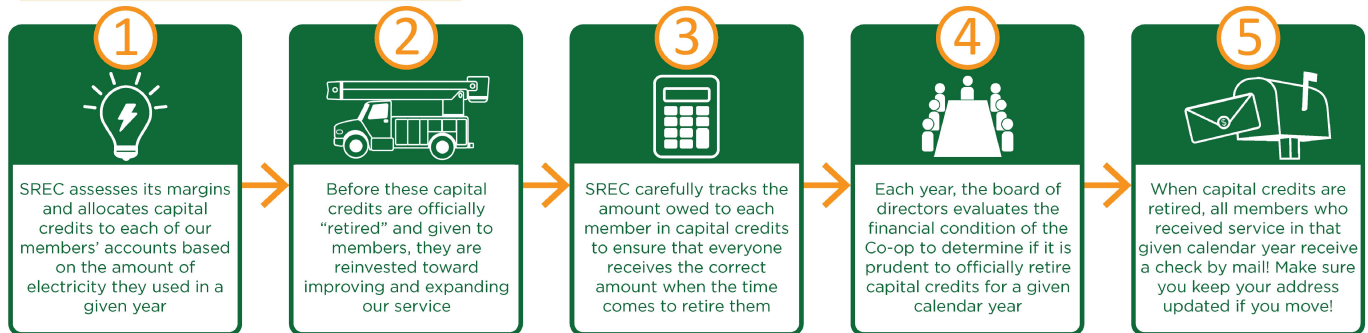 1
SREC assesses its margins
and allocates capital
credits to each of our
members' accounts based
on the amount of
electricity they used in a
given year
2
Before these capital
credits are officially
"retired" and given to
members, they are
reinvested toward
improving and expanding
our service
3
SREC carefully tracks the
amount owed to each
member in capital credits
to ensure that everyone
receives the correct
amount when the time
comes to retire them
4
Each year, the board of
directors evaluates the
financial condition of the
Co-op to determine if it is
prudent to officially retire
capital credits for a given
calendar year
5
$
When capital credits are
retired, all members who
received service in that
given calendar year receive
a check by mail! Make sure
you keep your address
updated if you move!